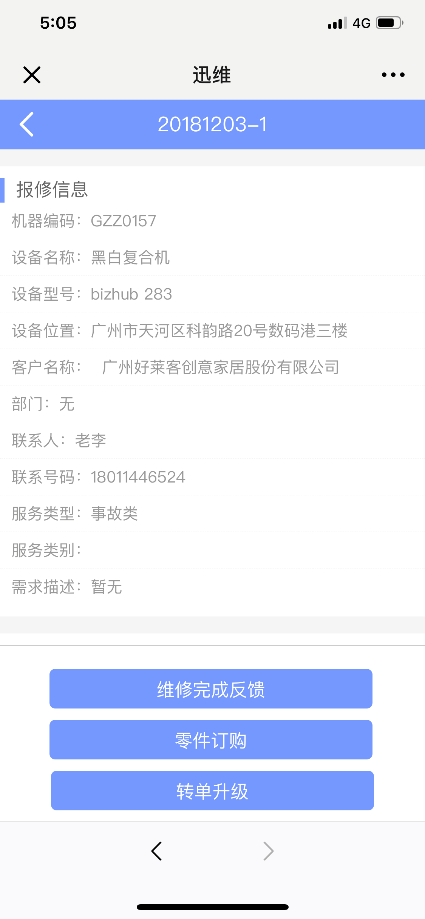 5:05
4G
迅维
20181203-1
报修信息
机器编码：GZZ0157
设备名称：黑白复合机
设备型号：bizhub 283
设备位置：广州市天河区科韵路20号数码港三楼
客户名称： 广州好莱客创意家居股份有限公司
部门：无
联系人：老李
联系号码：18011446524
服务类型：事故类
服务类别：
需求描述：暂无
维修完成反馈
零件订购
转单升级